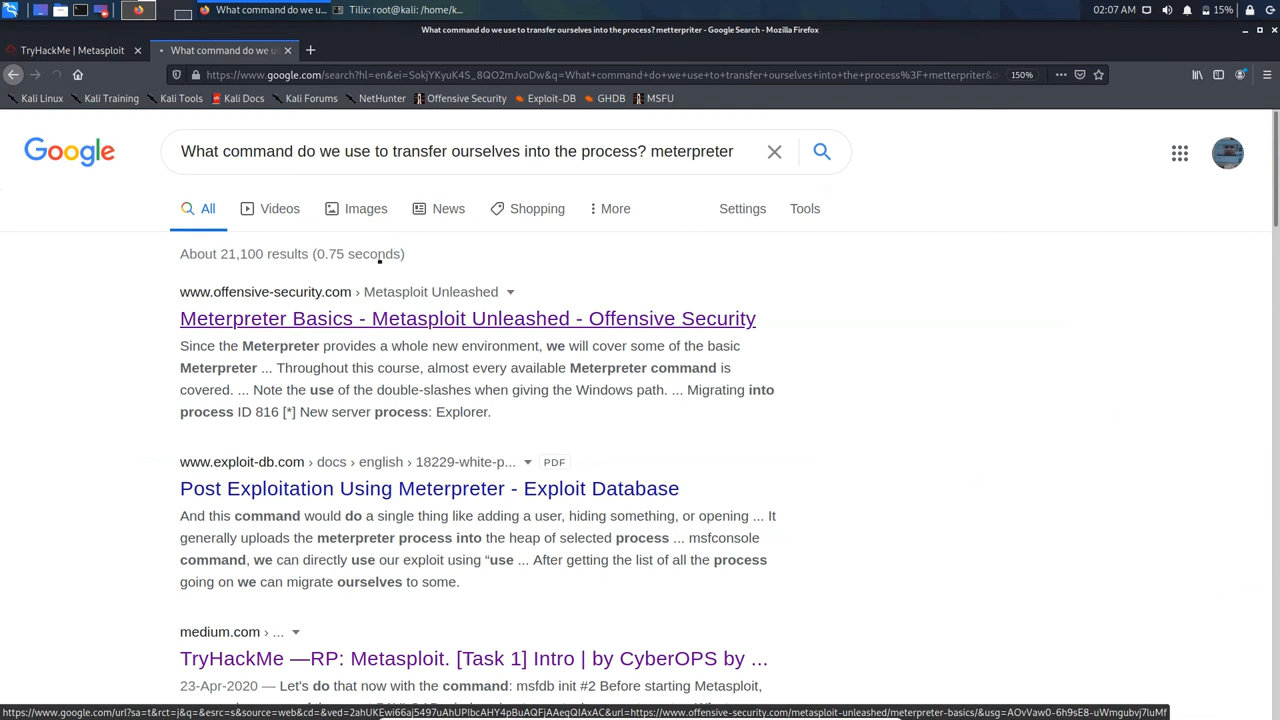 What command do we u...
Tilix: root@kali: /home/k...
02:07 AM
15%
What command do we use to transfer ourselves into the process? mettpriter - Google Search - Mozilla Firefox
TryHackMe | Metasploit
What command do we us
150%
Kali Linux
Kali Training
Kali Tools
Kali Docs
Kali Forums
NetHunter
Offensive Security
Exploit-DB
GHDB
MSFU
Google
What command do we use to transfer ourselves into the process? meterpreter
All
Videos
Images
News
Shopping
More
Settings
Tools
About 21,100 results (0.75 seconds)
www.offensive-security.com › Metasploit Unleashed
Meterpreter Basics - Metasploit Unleashed - Offensive Security
Since the Meterpreter provides a whole new environment, we will cover some of the basic
Meterpreter ... Throughout this course, almost every available Meterpreter command is
covered. ... Note the use of the double-slashes when giving the Windows path. ... Migrating into
process ID 816 [*] New server process: Explorer.
www.exploit-db.com › docs › english › 18229-white-p...
PDF
Post Exploitation Using Meterpreter - Exploit Database
And this command would do a single thing like adding a user, hiding something, or opening ... It
generally uploads the meterpreter process into the heap of selected process ... msfconsole
command, we can directly use our exploit using “use ... After getting the list of all the process
going on we can migrate ourselves to some.
medium.com › ...
TryHackMe —RP: Metasploit. [Task 1] Intro | by CyberOPS by ...
23-Apr-2020 — Let's do that now with the command: msfdb init #2 Before starting Metasploit,